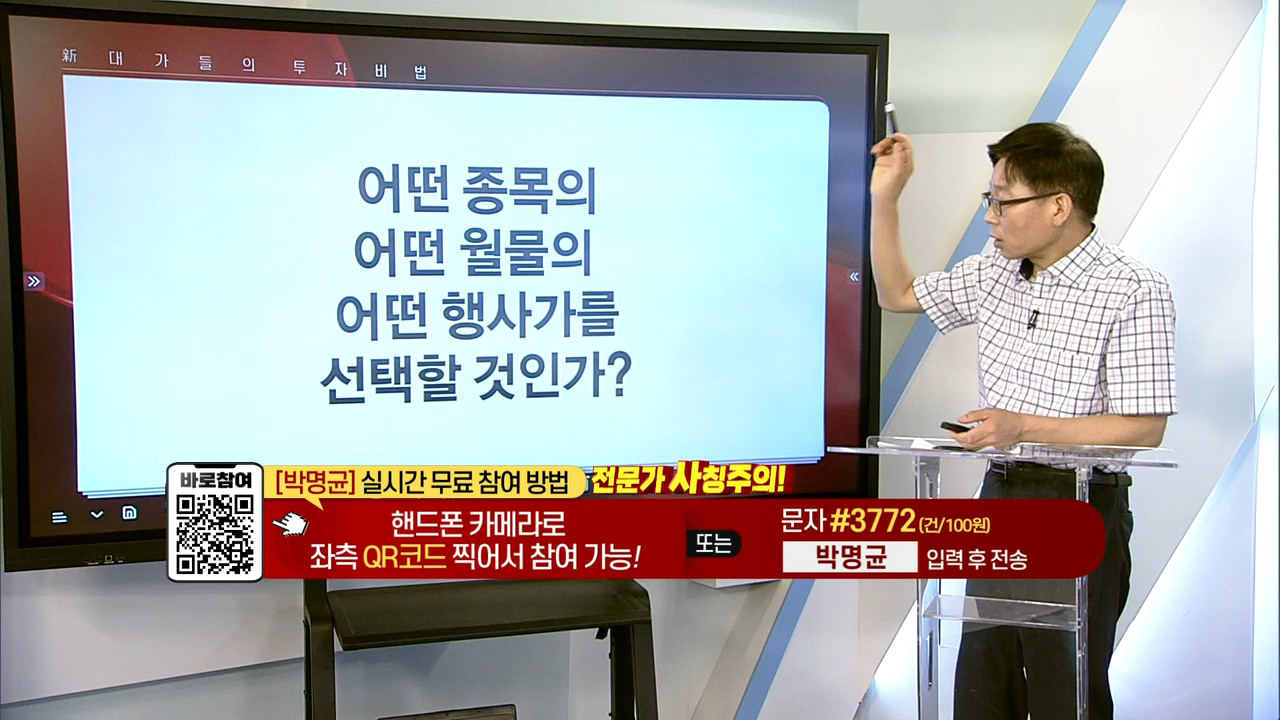 新 대 가 들 의 투 자 비 법
어떤 종목의
어떤 월물의
어떤 행사가를
선택할 것인가?
바로참여
[박명균] 실시간 무료 참여 방법
전문가 사칭주의!
핸드폰 카메라로
좌측 QR코드 찍어서 참여 가능!
또는
문자 #3772 (건/100원)
박명균 입력 후 전송